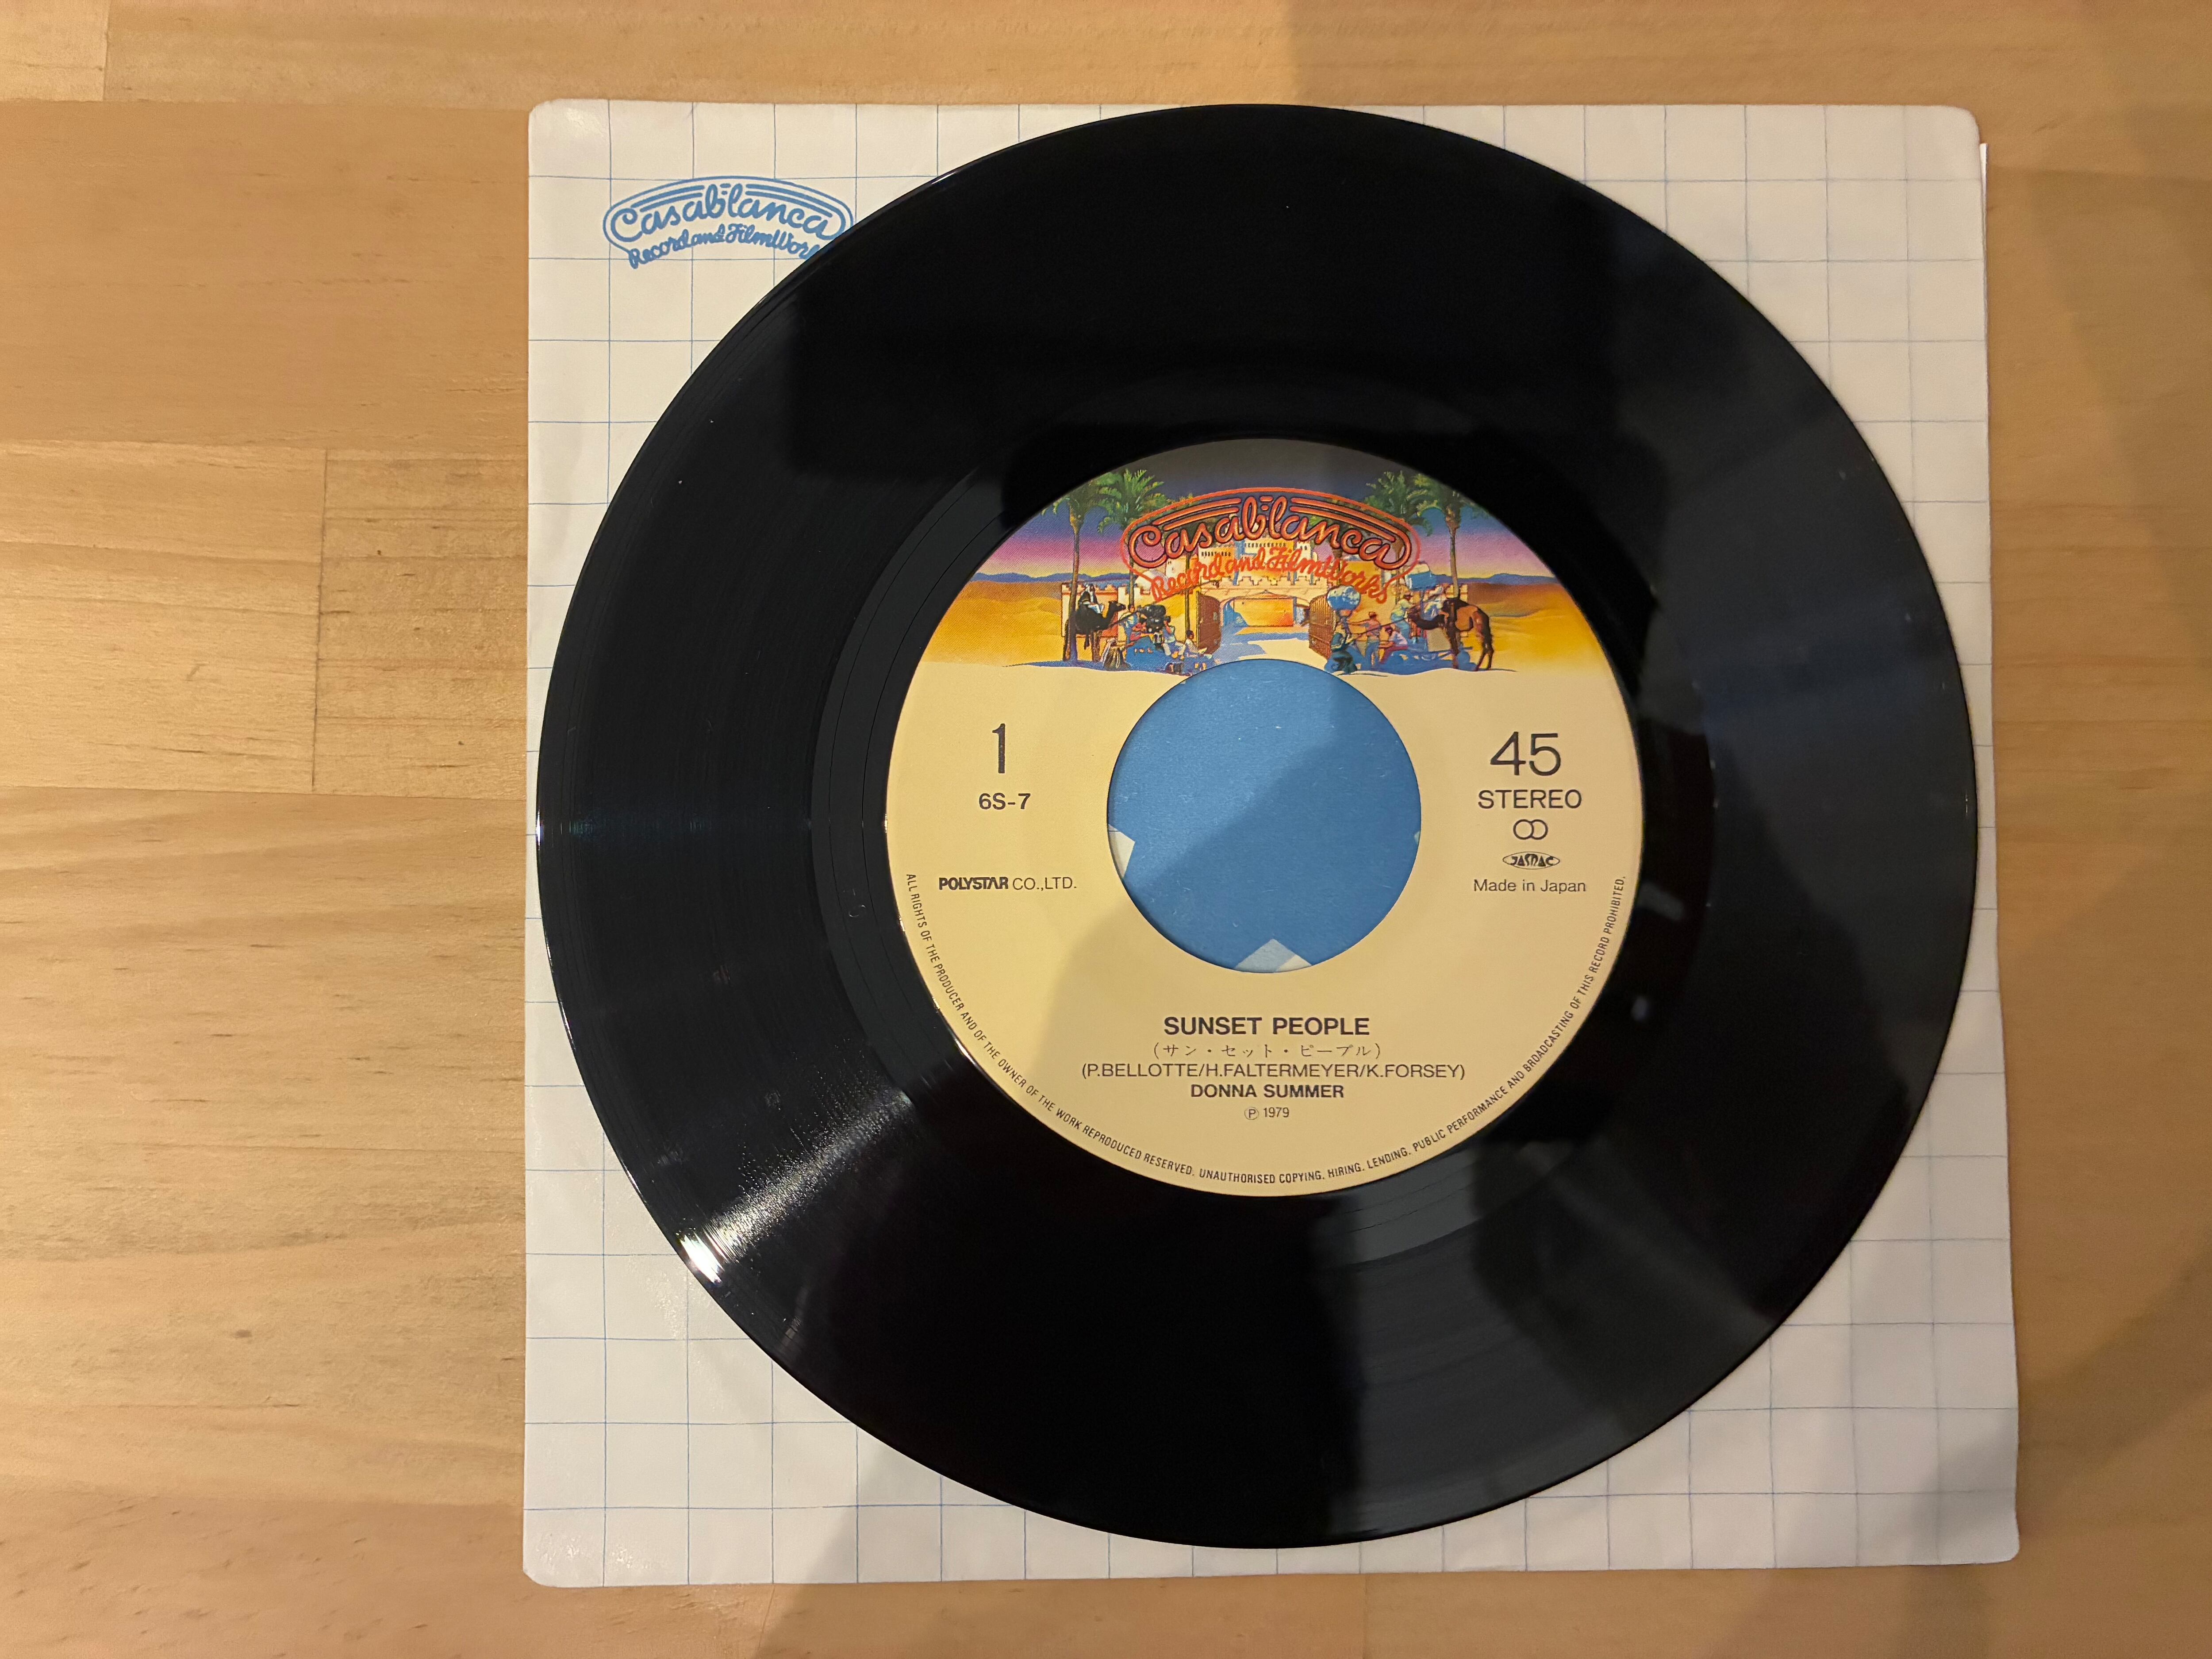 Casablanca
Record and FilmWor
Casablanca
Record and FilmWorks
1
6S-7
POLYSTAR CO.,LTD.
45
STEREO
JASRAC
Made in Japan
SUNSET PEOPLE
(サン・セット・ピープル)
(P.BELLOTTE/H.FALTERMEYER/K.FORSEY)
DONNA SUMMER
Ⓟ 1979
ALL RIGHTS OF THE PRODUCER AND OF THE OWNER OF THE WORK REPRODUCED RESERVED. UNAUTHORISED COPYING. HIRING. LENDING. PUBLIC PERFORMANCE AND BROADCASTING OF THIS RECORD PROHIBITED.